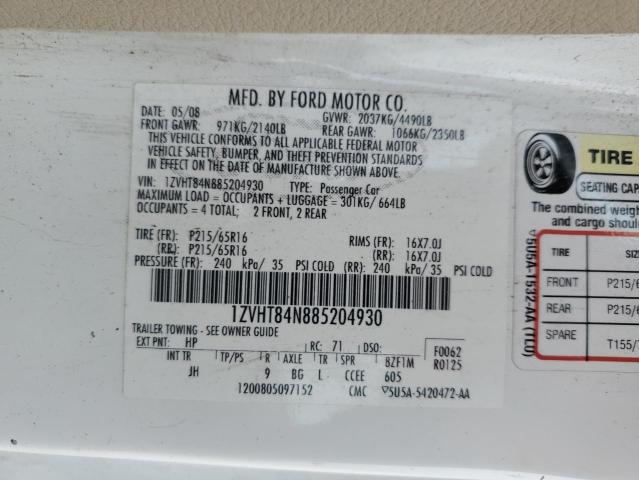 MFD. BY FORD MOTOR CO.
DATE: 05/08 GVWR: 2037KG/4490LB
FRONT GAWR: 971KG/2140LB REAR GAWR: 1066KG/2350LB
THIS VEHICLE CONFORMS TO ALL APPLICABLE FEDERAL MOTOR
VEHICLE SAFETY, BUMPER, AND THEFT PREVENTION STANDARDS
IN EFFECT ON THE DATE OF MANUFACTURE SHOWN ABOVE.
VIN: 1ZVHT84N885204930 TYPE: Passenger Car
MAXIMUM LOAD = OCCUPANTS + LUGGAGE = 301KG/ 664LB
OCCUPANTS = 4 TOTAL; 2 FRONT, 2 REAR
TIRE (FR): P215/65R16 RIMS (FR): 16X7.0J
(RR): P215/65R16 (RR): 16X7.0J
PRESSURE (FR): 240 kPa/ 35 PSI COLD (RR): 240 kPa/ 35 PSI COLD
1ZVHT84N885204930
TRAILER TOWING - SEE OWNER GUIDE
EXT PNT: HP RC: 71 DSO: F0062
INT TR TP/PS R AXLE TR SPR 8ZF1M R0125
JH 9 BG L CCEE 605
1200805097152 CMC ▽5U5A-5420472-AA
TIRE
SEATING CAP
The combined weigh
and cargo shoul
▽5U5A-1532-AA (TL0)
TIRE SIZ
FRONT P215/6
REAR P215/6
SPARE T155/7